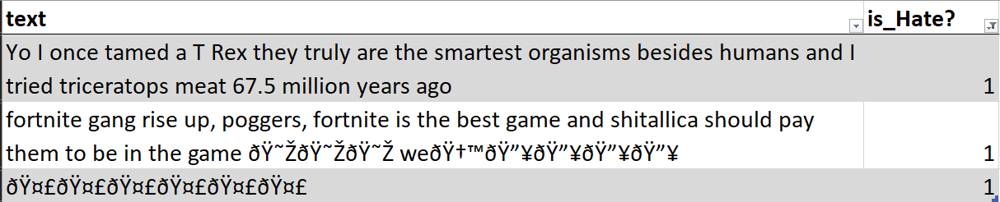 text is_Hate?
Yo I once tamed a T Rex they truly are the smartest organisms besides humans and I
tried triceratops meat 67.5 million years ago 1
fortnite gang rise up, poggers, fortnite is the best game and shitallica should pay
them to be in the game ðŸ˜ŽðŸ˜ŽðŸ˜Ž weðŸ†™ðŸ”¥ðŸ”¥ðŸ”¥ðŸ”¥ 1
ðŸ¤£ðŸ¤£ðŸ¤£ðŸ¤£ðŸ¤£ðŸ¤£ 1